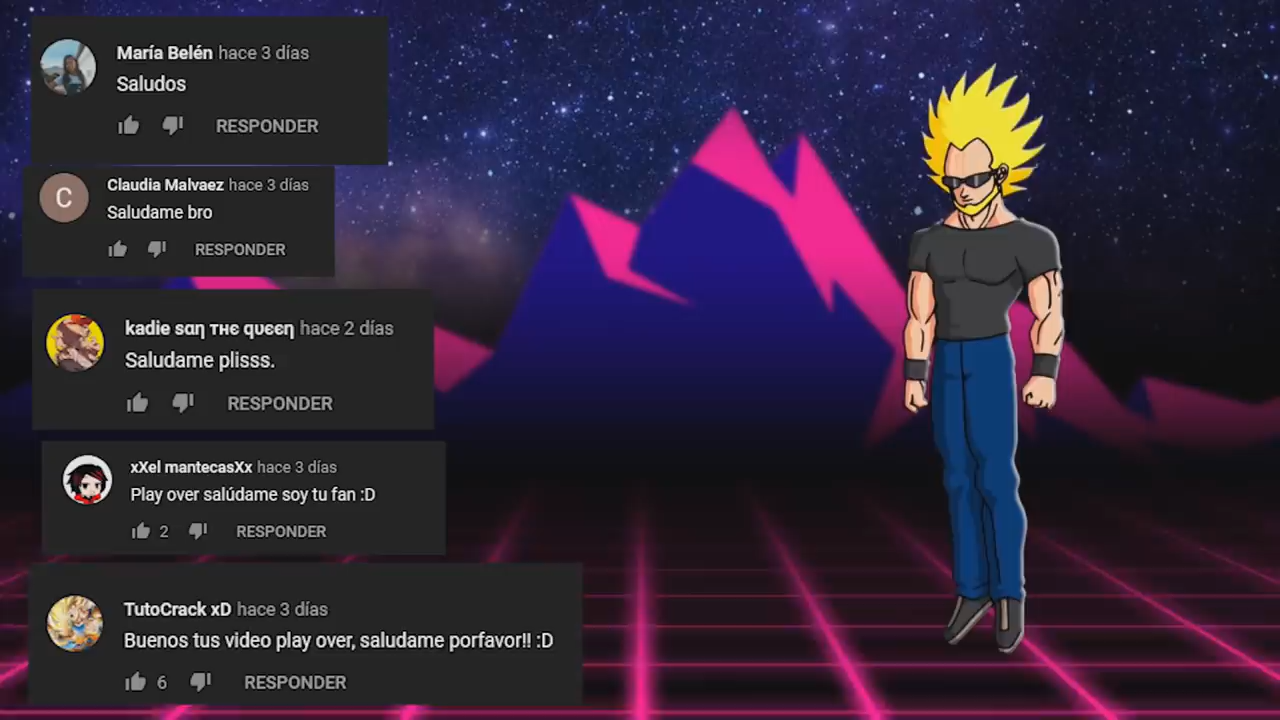 María Belén hace 3 días
Saludos
RESPONDER
C
Claudia Malvaez hace 3 días
Saludame bro
RESPONDER
kadie sαη тнε qυεεη hace 2 días
Saludame plisss.
RESPONDER
xXel mantecasXx hace 3 días
Play over salúdame soy tu fan :D
2 RESPONDER
TutoCrack xD hace 3 días
Buenos tus video play over, saludame porfavor!! :D
6 RESPONDER